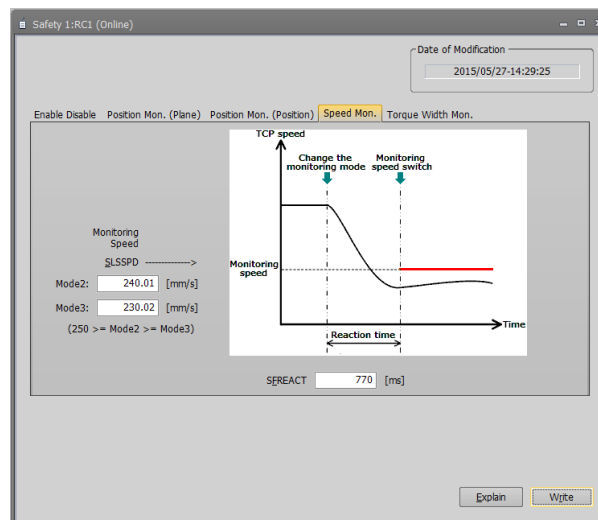 Safety 1:RC1 (Online)
Date of Modification
2015/05/27-14:29:25
Enable Disable Position Mon. (Plane) Position Mon. (Position) Speed Mon. Torque Width Mon.
TCP speed
Change the
monitoring mode
Monitoring
speed switch
Monitoring
Speed
SLSSPD ------------->
Monitoring
speed
Mode2: 240.01 [mm/s]
Mode3: 230.02 [mm/s]
(250 >= Mode2 >= Mode3)
Time
Reaction time
SFREACT 770 [ms]
Explain Write